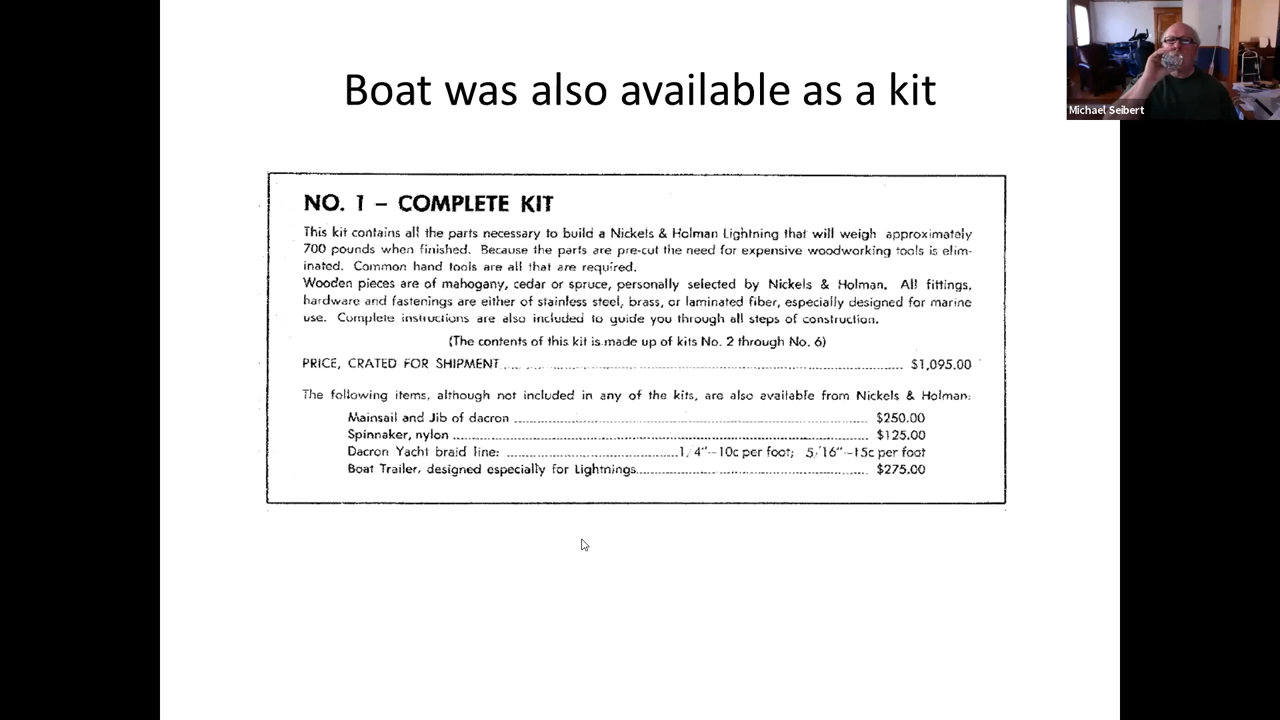 Boat was also available as a kit
Michael Seibert
NO. 1 – COMPLETE KIT
This kit contains all the parts necessary to build a Nickels & Holman Lightning that will weigh approximately
700 pounds when finished. Because the parts are pre-cut the need for expensive woodworking tools is elim-
inated. Common hand tools are all that are required.
Wooden pieces are of mahogany, cedar or spruce, personally selected by Nickels & Holman. All fittings,
hardware and fastenings are either of stainless steel, brass, or laminated fiber, especially designed for marine
use. Complete instructions are also included to guide you through all steps of construction.
(The contents of this kit is made up of kits No. 2 through No. 6)
PRICE, CRATED FOR SHIPMENT ........ $1,095.00
The following items, although not included in any of the kits, are also available from Nickels & Holman:
Mainsail and Jib of dacron ........ $250.00
Spinnaker, nylon ........ $125.00
Dacron Yacht braid line: ........ 1/4"–10c per foot; 5/16"–15c per foot
Boat Trailer, designed especially for Lightnings ........ $275.00